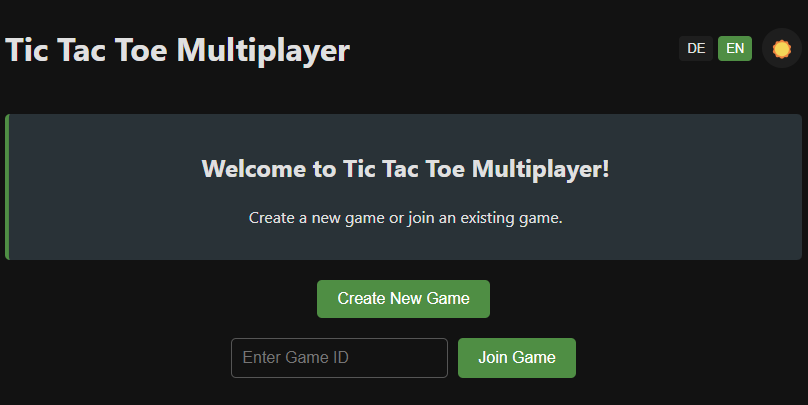 Tic Tac Toe Multiplayer
DE EN
Welcome to Tic Tac Toe Multiplayer!
Create a new game or join an existing game.
Create New Game
Enter Game ID Join Game